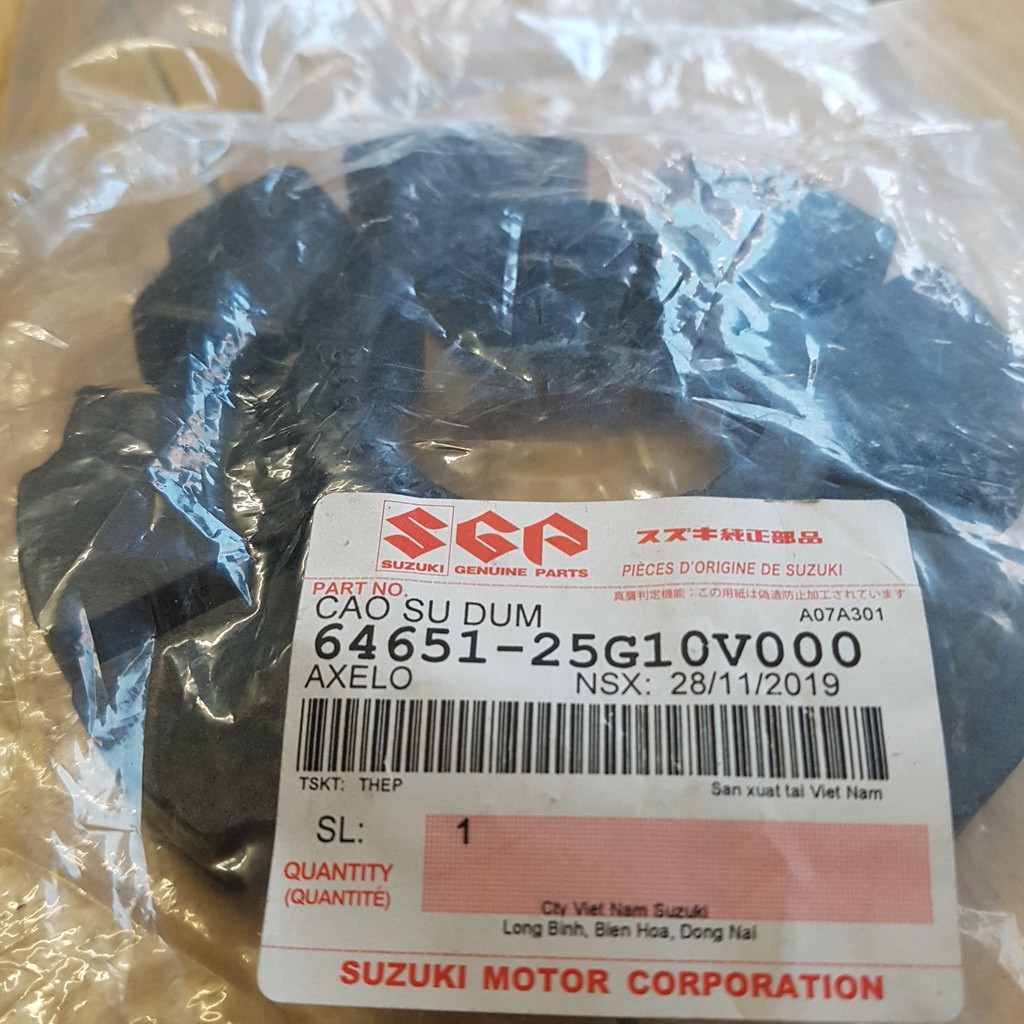 SGP
SUZUKI GENUINE PARTS
スズキ純正部品
PIÈCES D'ORIGINE DE SUZUKI
PART NO.
真贋判定機能：この用紙は偽造防止加工されています
CAO SU DUM
A07A301
64651-25G10V000
AXELO
NSX: 28/11/2019
TSKT: THEP
San xuat tai Viet Nam
SL: 1
QUANTITY
(QUANTITÉ)
Cty Viet Nam Suzuki
Long Binh, Bien Hoa, Dong Nai
SUZUKI MOTOR CORPORATION